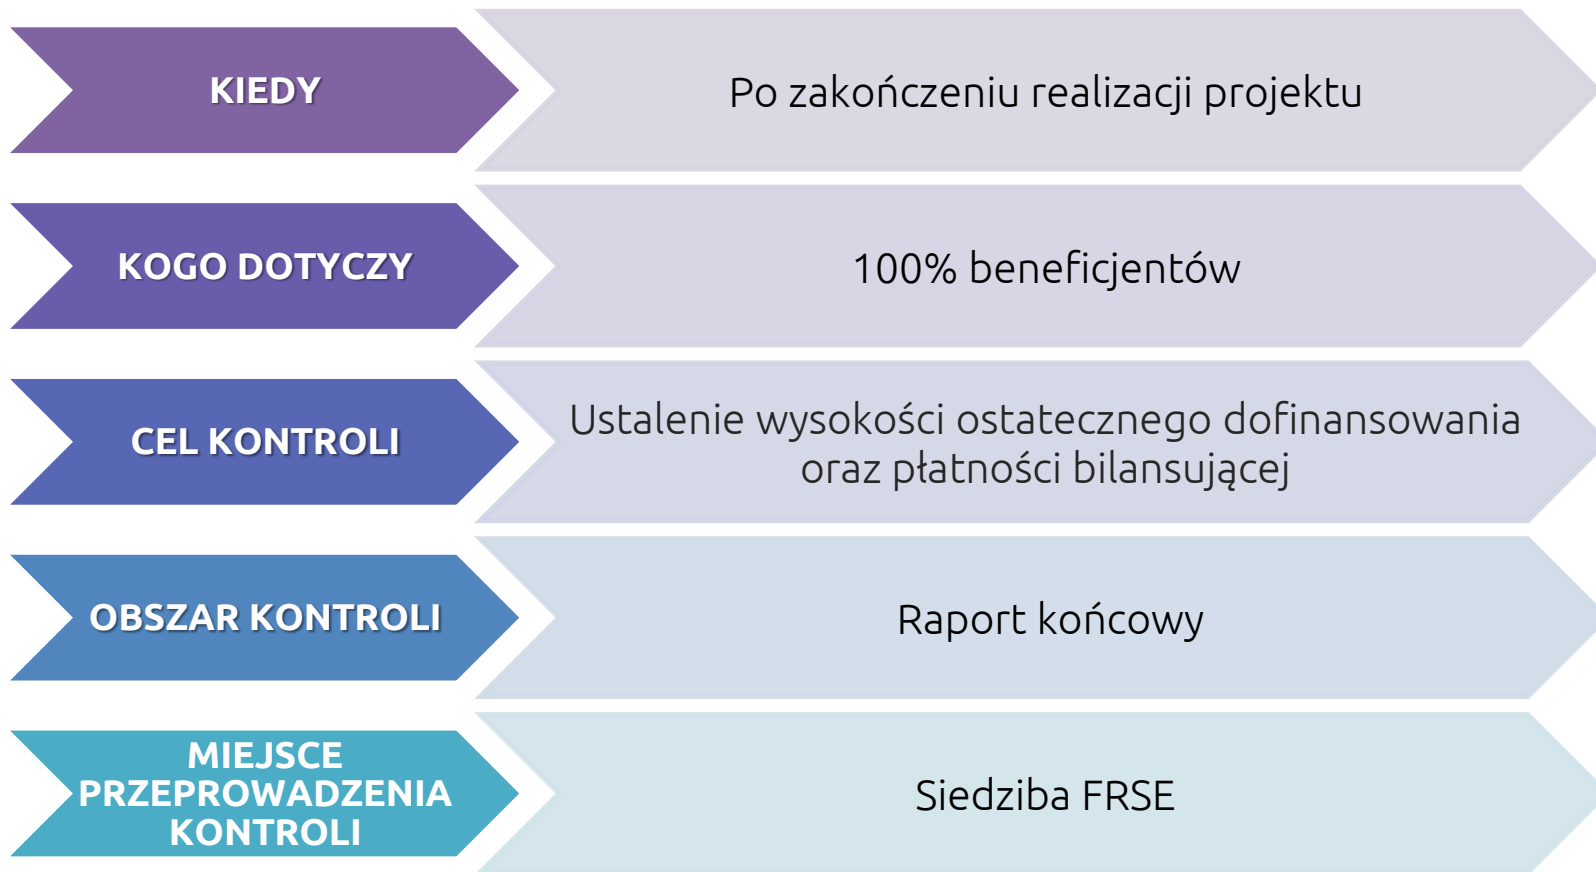 KIEDY
Po zakończeniu realizacji projektu
KOGO DOTYCZY
100% beneficjentów
CEL KONTROLI
Ustalenie wysokości ostatecznego dofinansowania
oraz płatności bilansującej
OBSZAR KONTROLI
Raport końcowy
MIEJSCE
PRZEPROWADZENIA
KONTROLI
Siedziba FRSE